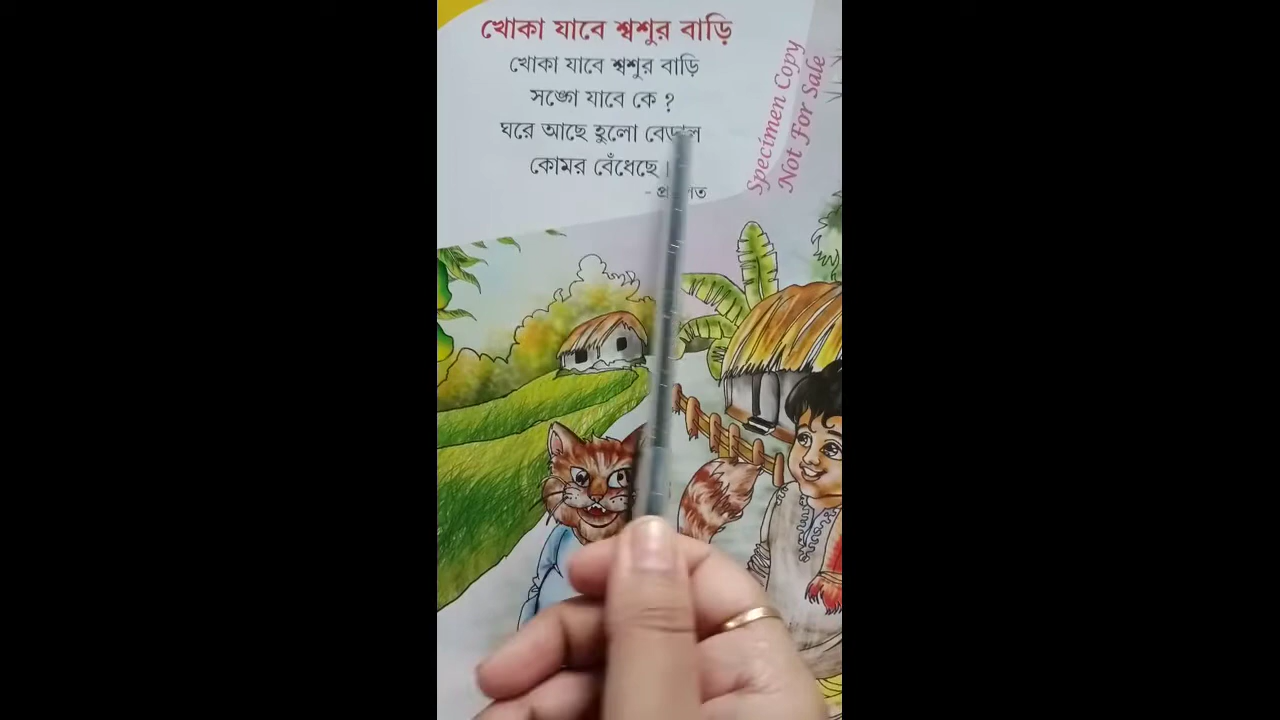 খোকা যাবে শ্বশুর বাড়ি
খোকা যাবে শ্বশুর বাড়ি
সঙ্গে যাবে কে ?
ঘরে আছে হুলো বেড়াল
কোমর বেঁধেছে।
Specimen Copy
Not For Sale